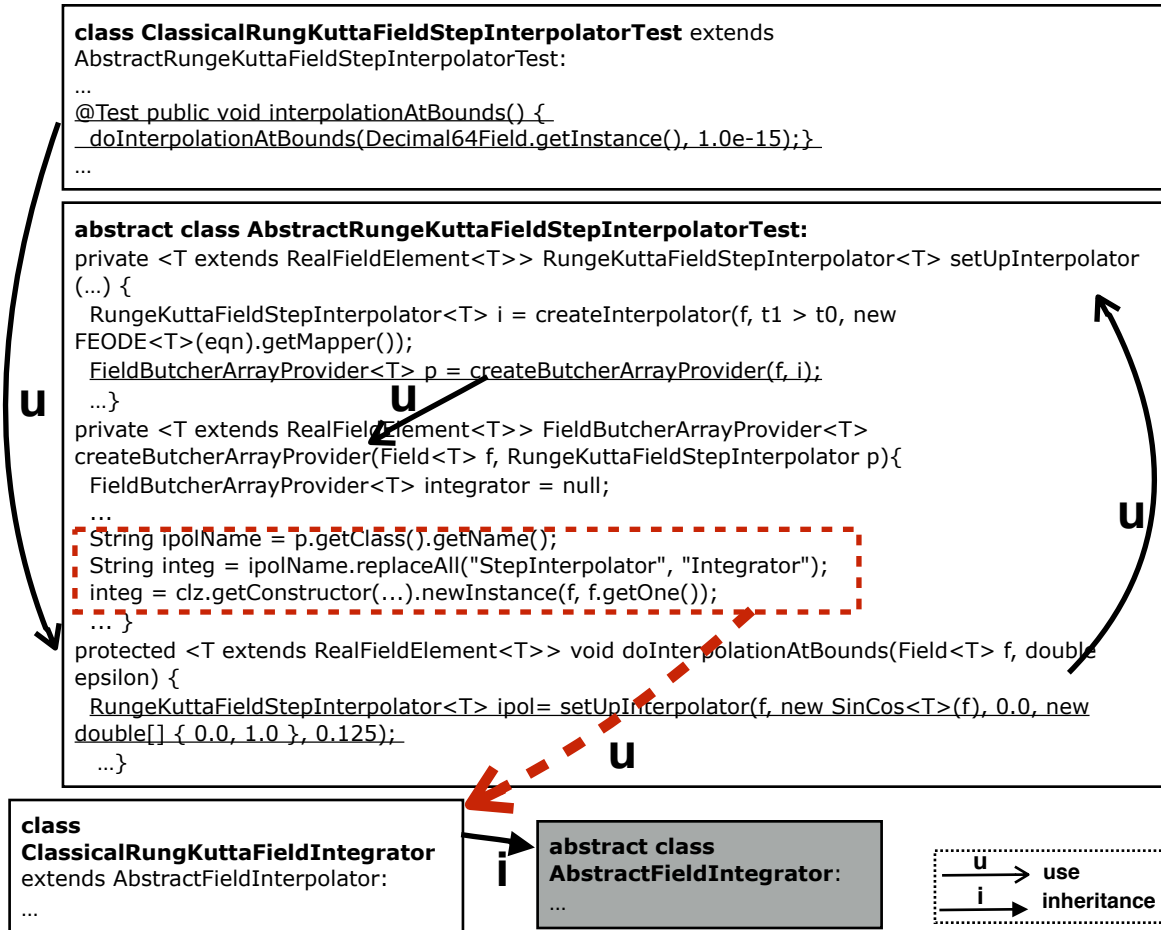 class ClassicalRungKuttaFieldStepInterpolatorTest extends
AbstractRungeKuttaFieldStepInterpolatorTest:
…
@Test public void interpolationAtBounds() {
doInterpolationAtBounds(Decimal64Field.getInstance(), 1.0e-15);}
…
abstract class AbstractRungeKuttaFieldStepInterpolatorTest:
private <T extends RealFieldElement<T>> RungeKuttaFieldStepInterpolator<T> setUpInterpolator
(…) {
RungeKuttaFieldStepInterpolator<T> i = createInterpolator(f, t1 > t0, new
FEODE<T>(eqn).getMapper());
FieldButcherArrayProvider<T> p = createButcherArrayProvider(f, i);
…}
u
u
private <T extends RealFieldElement<T>> FieldButcherArrayProvider<T>
createButcherArrayProvider(Field<T> f, RungeKuttaFieldStepInterpolator p){
FieldButcherArrayProvider<T> integrator = null;
...
u
String ipolName = p.getClass().getName();
String integ = ipolName.replaceAll("StepInterpolator", "Integrator");
integ = clz.getConstructor(...).newInstance(f, f.getOne());
... }
protected <T extends RealFieldElement<T>> void doInterpolationAtBounds(Field<T> f, double
epsilon) {
RungeKuttaFieldStepInterpolator<T> ipol= setUpInterpolator(f, new SinCos<T>(f), 0.0, new
double[] { 0.0, 1.0 }, 0.125);
…}
u
class
ClassicalRungKuttaFieldIntegrator
extends AbstractFieldInterpolator:
…
i
abstract class
AbstractFieldIntegrator:
…
u use
i inheritance